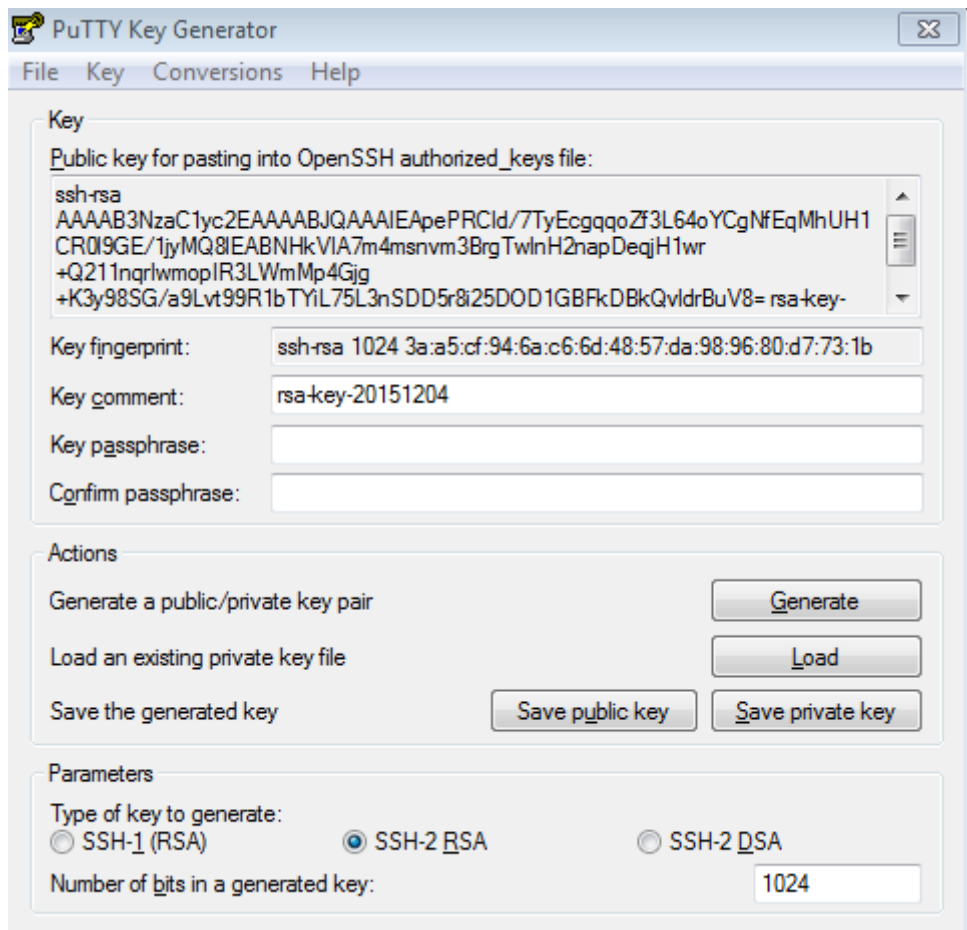 PuTTY Key Generator
File Key Conversions Help
Key
Public key for pasting into OpenSSH authorized_keys file:
ssh-rsa
AAAAB3NzaC1yc2EAAAABJQAAAIEApePRCld/7TyEcgqqoZf3L64oYCgNfEqMhUH1
CR0I9GE/1jyMQ8lEABNHkVIA7m4msnvm3BrgTwlnH2napDeqjH1wr
+Q211nqrlwmopIR3LWmMp4Gjg
+K3y98SG/a9Lvt99R1bTYiL75L3nSDD5r8i25DOD1GBFkDBkQvldrBuV8= rsa-key-
Key fingerprint: ssh-rsa 1024 3a:a5:cf:94:6a:c6:6d:48:57:da:98:96:80:d7:73:1b
Key comment: rsa-key-20151204
Key passphrase:
Confirm passphrase:
Actions
Generate a public/private key pair Generate
Load an existing private key file Load
Save the generated key Save public key Save private key
Parameters
Type of key to generate:
SSH-1 (RSA) SSH-2 RSA SSH-2 DSA
Number of bits in a generated key: 1024